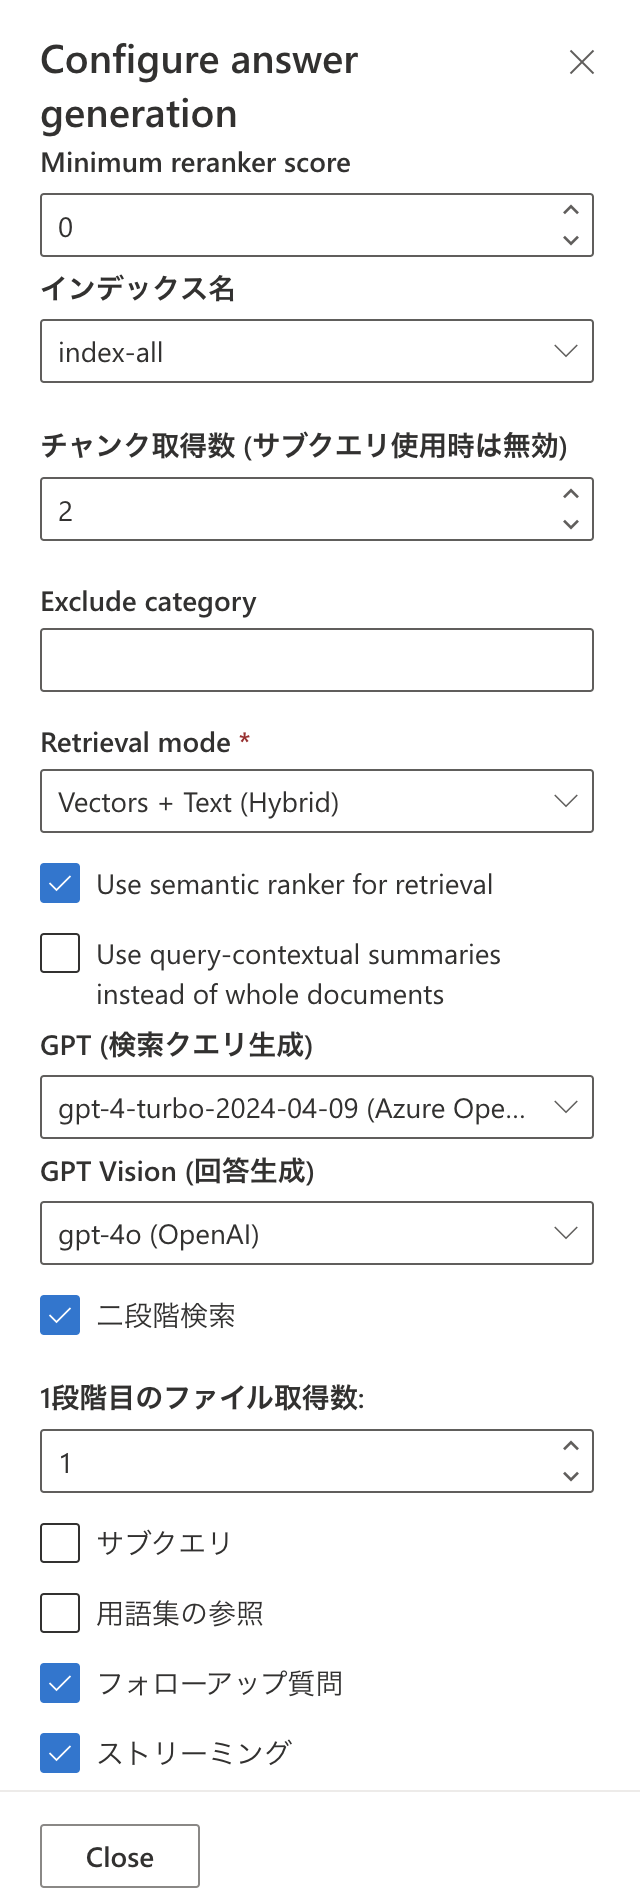 Configure answer
generation
Minimum reranker score
0
インデックス名
index-all
チャンク取得数 (サブクエリ使用時は無効)
2
Exclude category
Retrieval mode *
Vectors + Text (Hybrid)
Use semantic ranker for retrieval
Use query-contextual summaries
instead of whole documents
GPT (検索クエリ生成)
gpt-4-turbo-2024-04-09 (Azure Ope...
GPT Vision (回答生成)
gpt-4o (OpenAI)
二段階検索
1段階目のファイル取得数:
1
サブクエリ
用語集の参照
フォローアップ質問
ストリーミング
Close